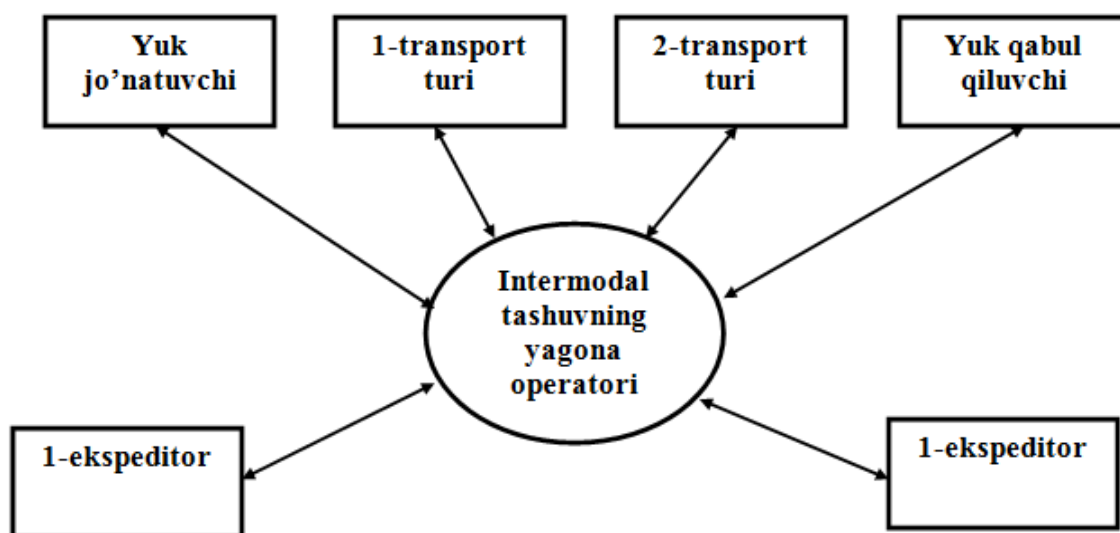 Yuk
jo’natuvchi
1-transport
turi
2-transport
turi
Yuk qabul
qiluvchi
Intermodal
tashuvning
yagona
operatori
1-ekspeditor
1-ekspeditor